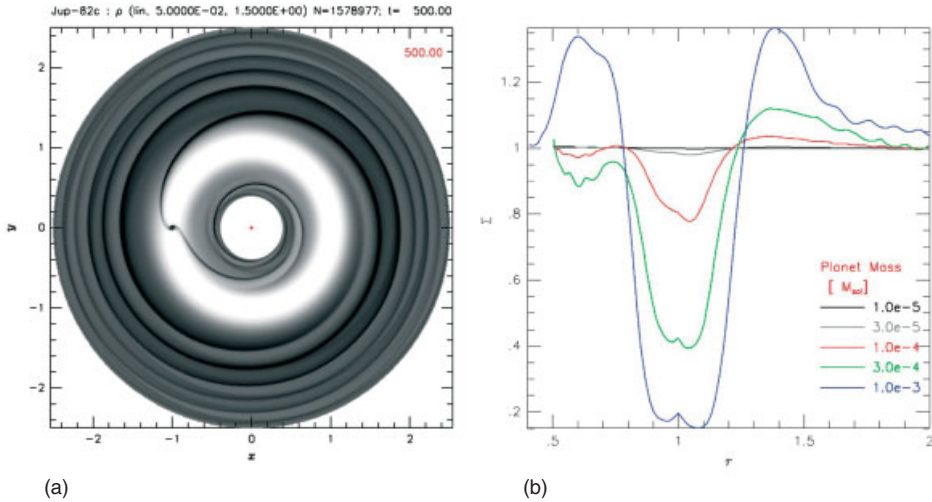 Jup-82c : ρ (lin, 5.0000E-02, 1.5000E+00) N=1578977; t= 500.00
500.00
2
1
0
-1
-2
y
-2
-1
0
1
2
x
(a)
1.2
1
.8
.6
.4
.2
Σ
.5
1
1.5
2
r
Planet Mass
[ M_sol]
1.0e-5
3.0e-5
1.0e-4
3.0e-4
1.0e-3
(b)